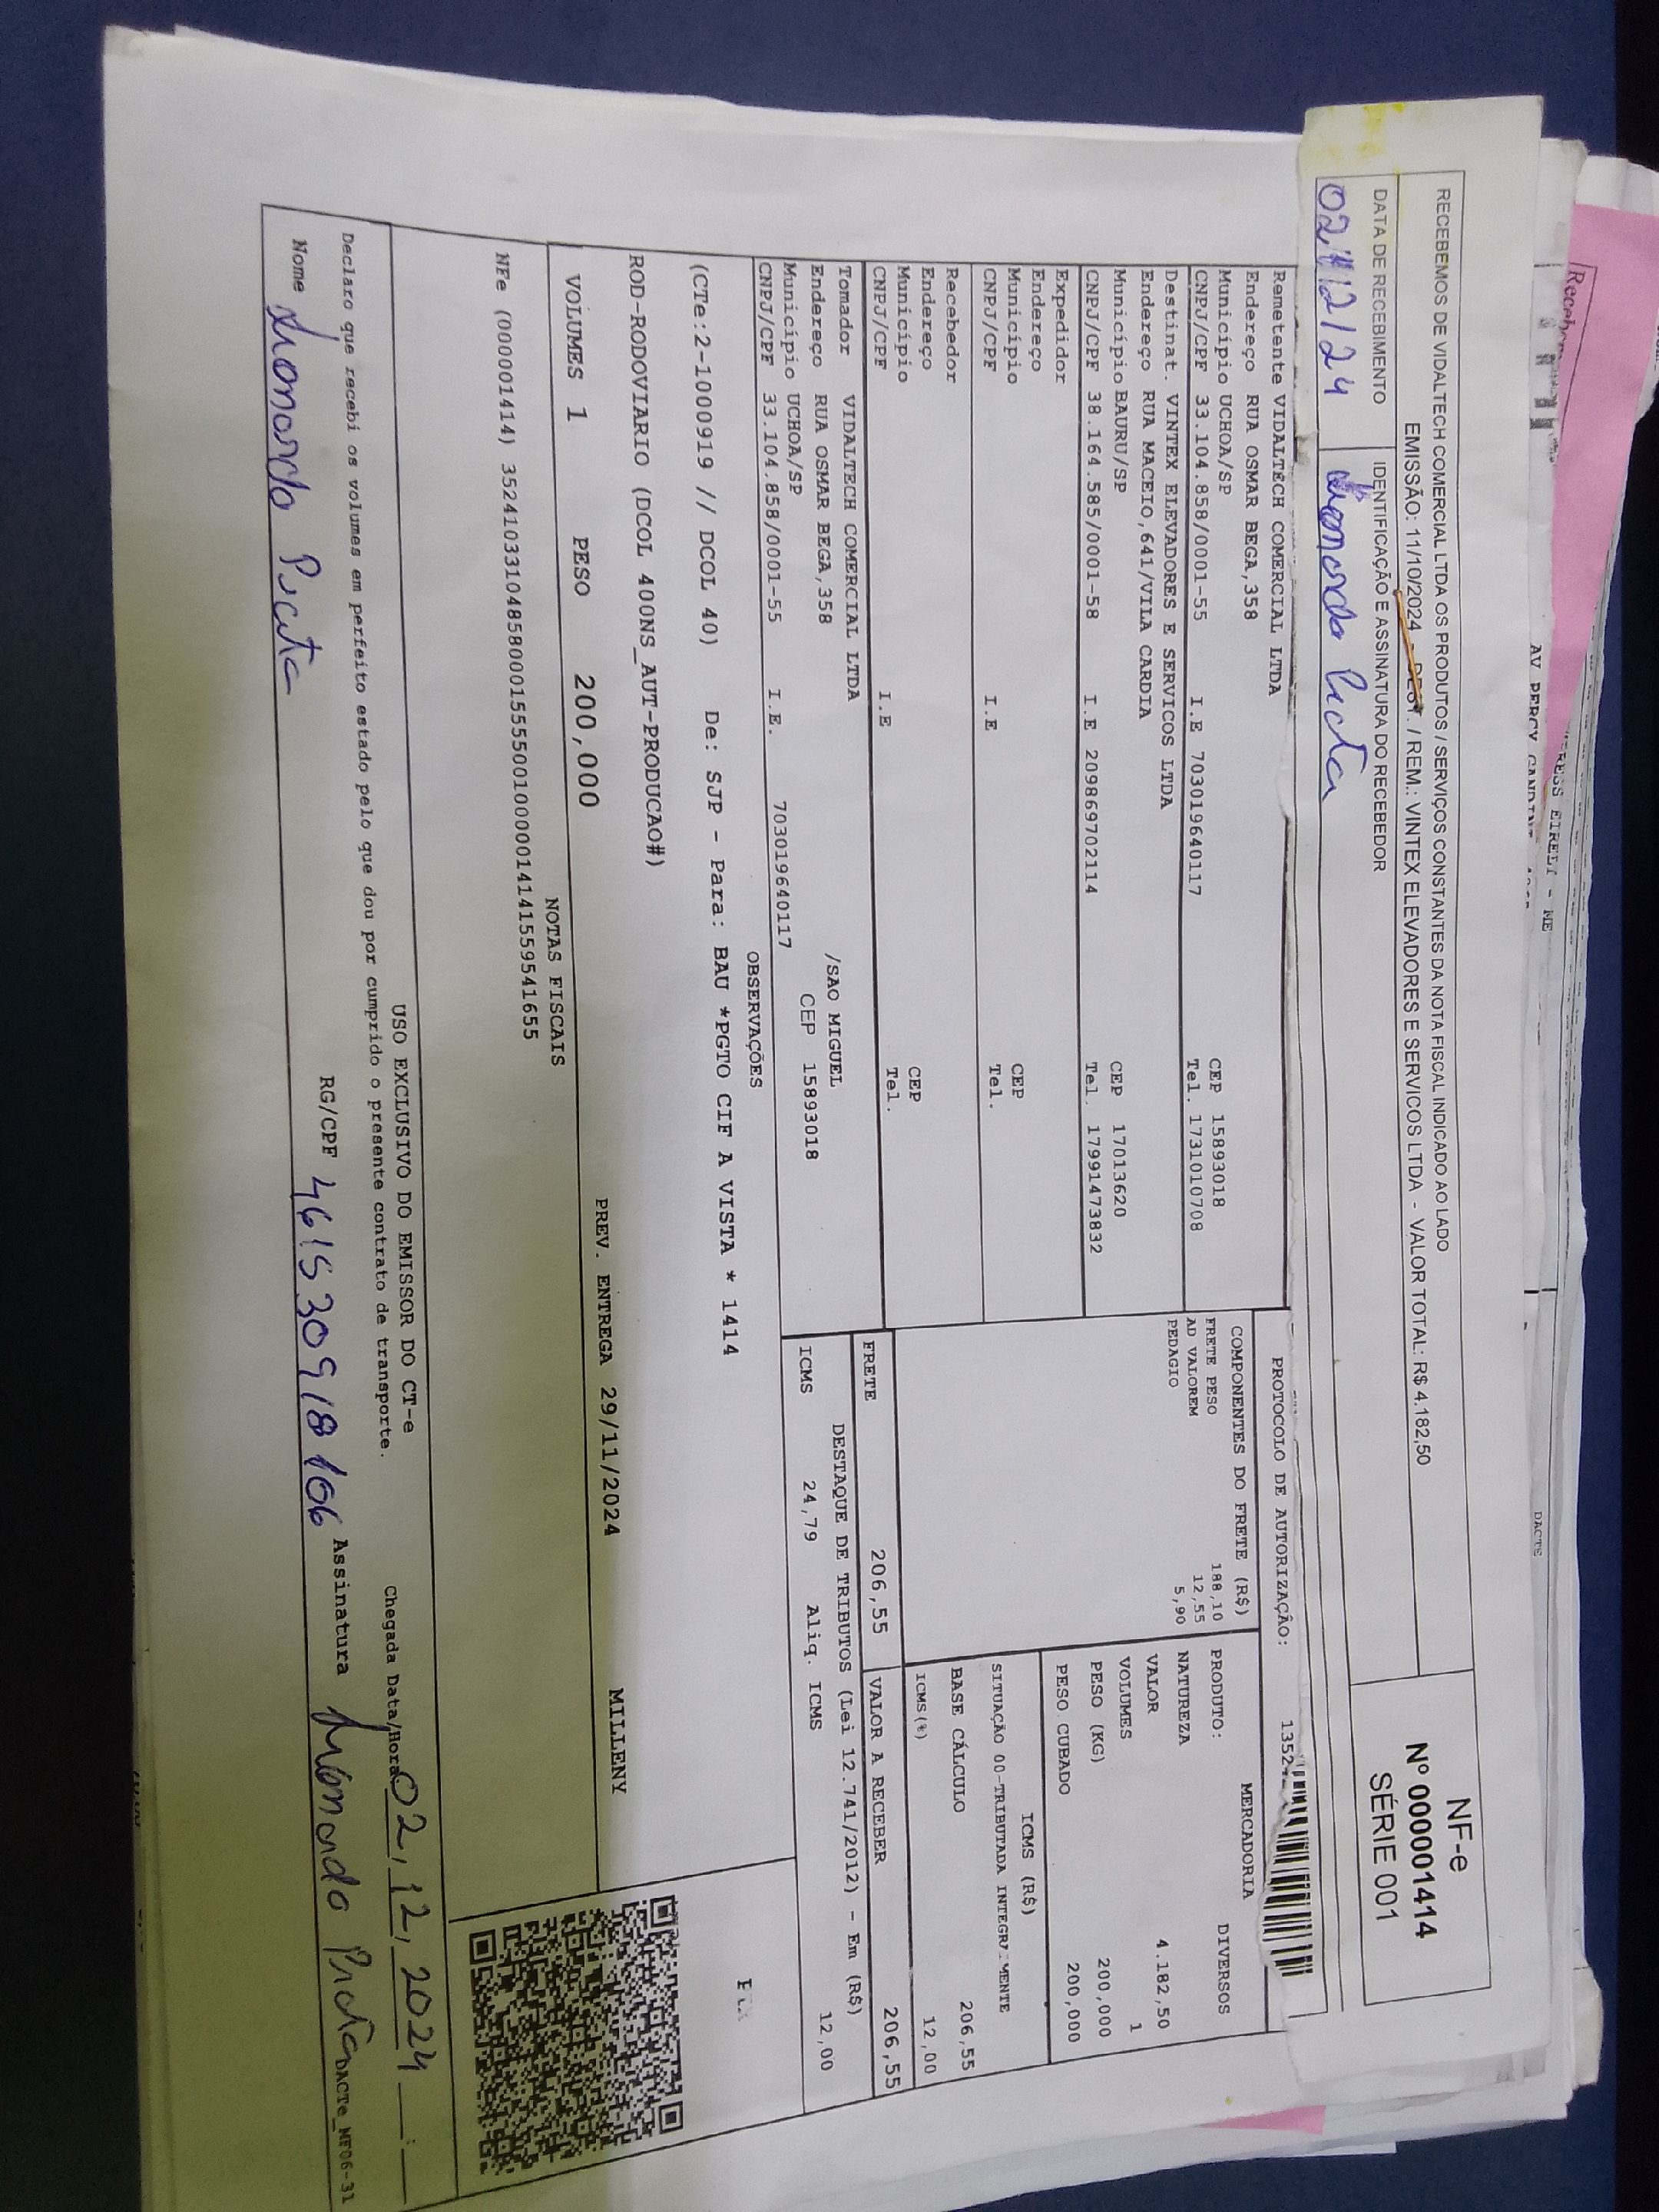 RECEBEMOS DE VIDALTECH COMERCIAL LTDA OS PRODUTOS / SERVIÇOS CONSTANTES DA NOTA FISCAL INDICADO AO LADO
EMISSÃO: 11/10/2024 - DEST. / REM.: VINTEX ELEVADORES E SERVICOS LTDA - VALOR TOTAL: R$ 4.182,50
NF-e
Nº 000001414
SÉRIE 001
DATA DE RECEBIMENTO
IDENTIFICAÇÃO E ASSINATURA DO RECEBEDOR
02/12/24
PROTOCOLO DE AUTORIZAÇÃO: 1352
Remetente VIDALTECH COMERCIAL LTDA
Endereço RUA OSMAR BEGA,358
Município UCHOA/SP CEP 15893018
CNPJ/CPF 33.104.858/0001-55 I.E 703019640117 Tel. 1731010708
Destinat. VINTEX ELEVADORES E SERVICOS LTDA
Endereço RUA MACEIO,641/VILA CARDIA
Município BAURU/SP CEP 17013620
CNPJ/CPF 38.164.585/0001-58 I.E 209869702114 Tel. 17991473832
Expedidor
Endereço
Município CEP
CNPJ/CPF I.E Tel.
Recebedor
Endereço
Município CEP
CNPJ/CPF I.E Tel.
Tomador VIDALTECH COMERCIAL LTDA
Endereço RUA OSMAR BEGA,358 /SAO MIGUEL
Município UCHOA/SP CEP 15893018
CNPJ/CPF 33.104.858/0001-55 I.E. 703019640117
COMPONENTES DO FRETE (R$)
FRETE PESO 188,10
AD VALOREM 12,55
PEDAGIO 5,90
MERCADORIA
PRODUTO: DIVERSOS
NATUREZA
VALOR 4.182,50
VOLUMES 1
PESO (KG) 200,000
PESO CUBADO 200,000
ICMS (R$)
SITUAÇÃO 00-TRIBUTADA INTEGRALMENTE
BASE CÁLCULO 206,55
ICMS(%) 12,00
FRETE 206,55
VALOR A RECEBER 206,55
DESTAQUE DE TRIBUTOS (Lei 12.741/2012) - Em (R$)
ICMS 24,79 Aliq. ICMS 12,00
OBSERVAÇÕES
(CTe:2-1000919 // DCOL 40) De: SJP - Para: BAU *PGTO CIF A VISTA * 1414
ROD-RODOVIARIO (DCOL 400NS_AUT-PRODUCAO#)
VOLUMES 1 PESO 200,000 PREV. ENTREGA 29/11/2024 MILLENY
NOTAS FISCAIS
NFe (000001414) 35241033104858000155550010000014141559541655
USO EXCLUSIVO DO EMISSOR DO CT-e
Declaro que recebi os volumes em perfeito estado pelo que dou por cumprido o presente contrato de transporte.
Chegada Data/Hora 02/12/2024
Nome
RG/CPF
Assinatura
DACTe_MF06-31
DACTE